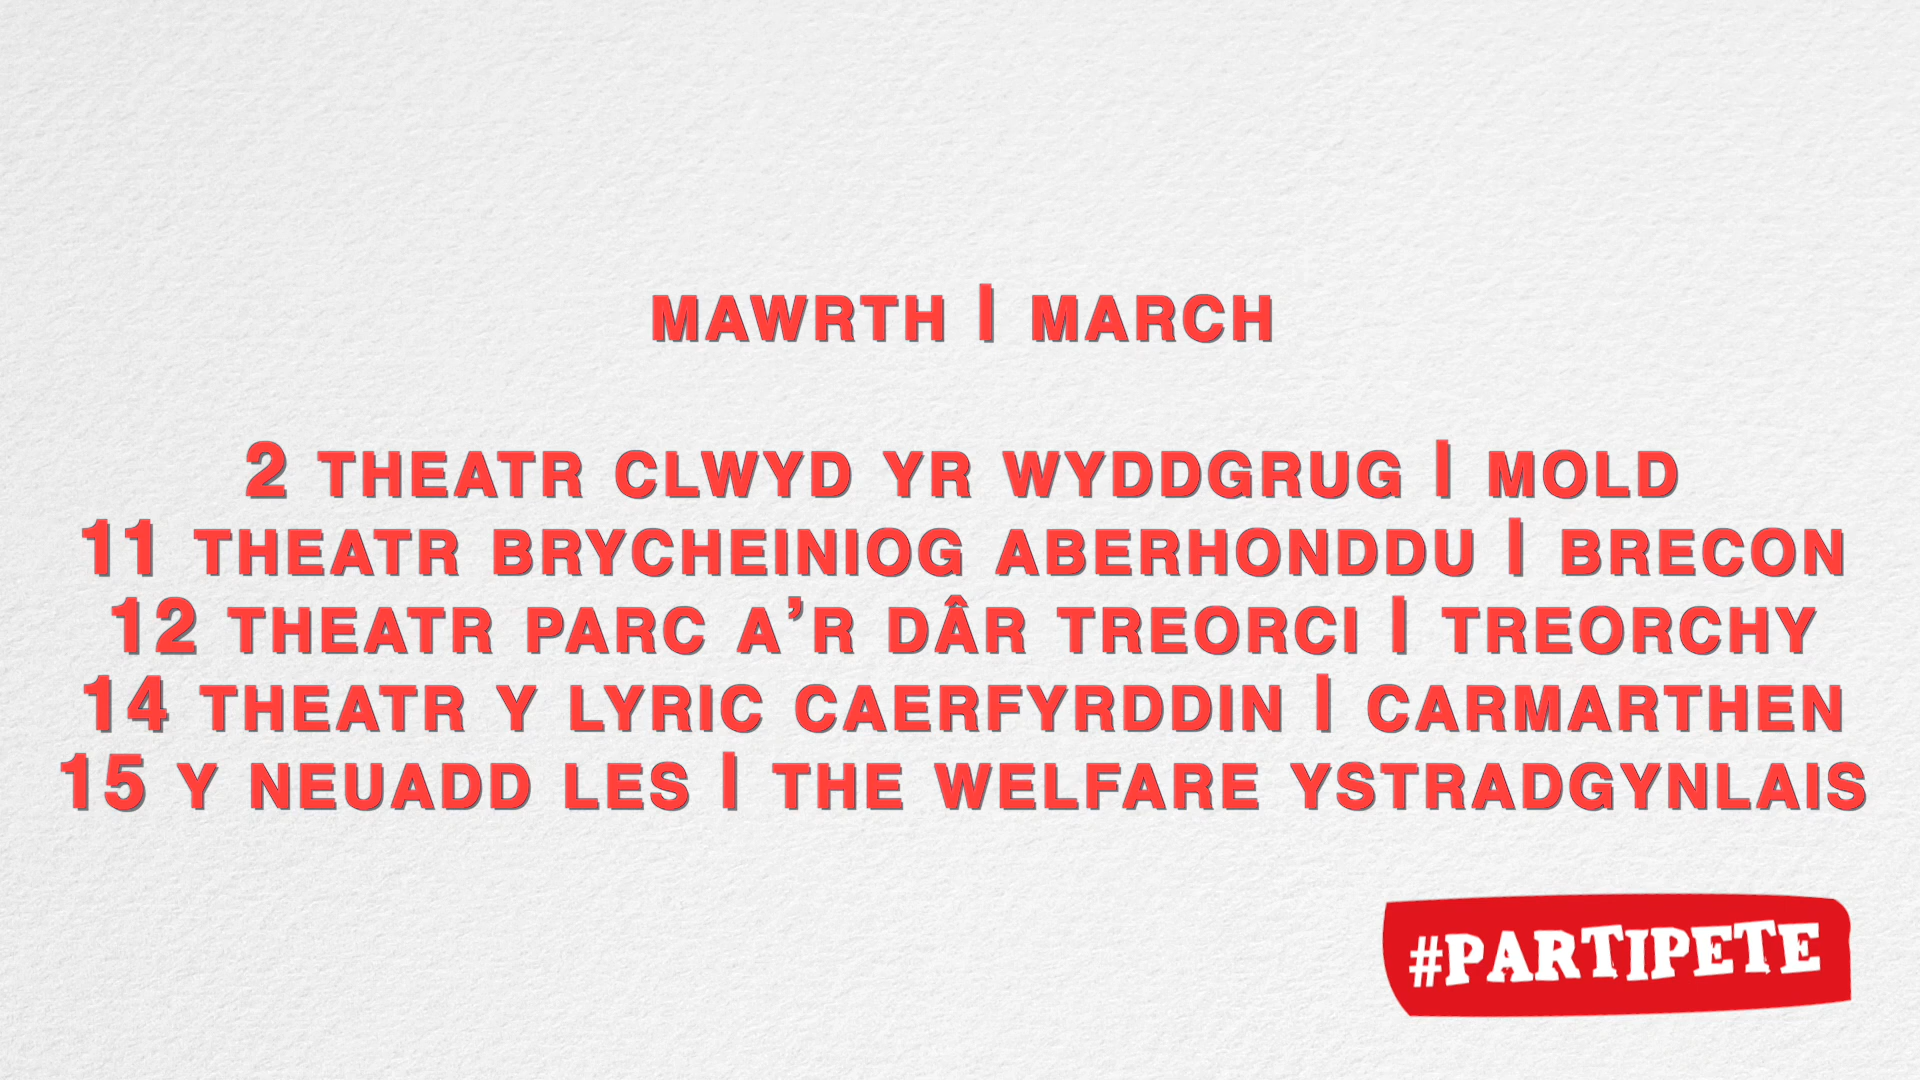 MAWRTH | MARCH
2 THEATR CLWYD YR WYDDGRUG | MOLD
11 THEATR BRYCHEINIOG ABERHONDDU | BRECON
12 THEATR PARC A’R DÂR TREORCI | TREORCHY
14 THEATR Y LYRIC CAERFYRDDIN | CARMARTHEN
15 Y NEUADD LES | THE WELFARE YSTRADGYNLAIS
#PARTIPETE